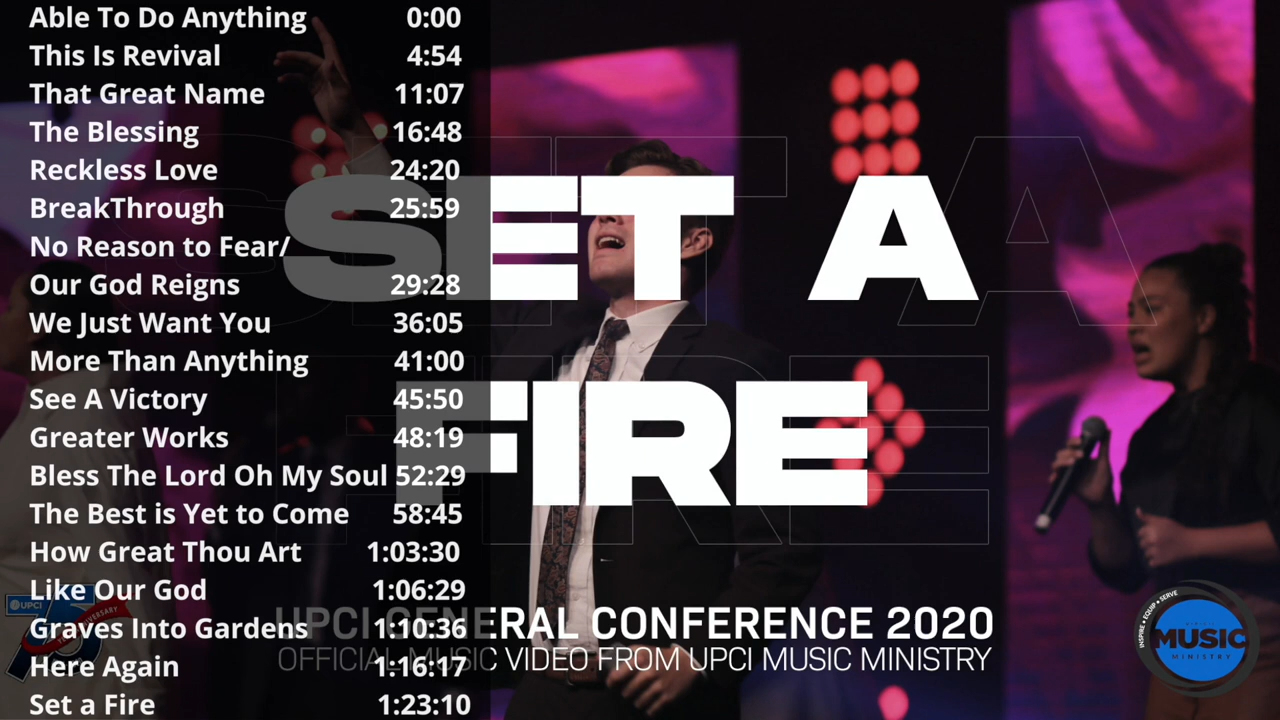 Able To Do Anything 0:00
This Is Revival 4:54
That Great Name 11:07
The Blessing 16:48
Reckless Love 24:20
BreakThrough 25:59
No Reason to Fear/
Our God Reigns 29:28
We Just Want You 36:05
More Than Anything 41:00
See A Victory 45:50
Greater Works 48:19
Bless The Lord Oh My Soul 52:29
The Best is Yet to Come 58:45
How Great Thou Art 1:03:30
Like Our God 1:06:29
Graves Into Gardens 1:10:36
Here Again 1:16:17
Set a Fire 1:23:10
SET A
FIRE
SET A
FIRE
UPCI GENERAL CONFERENCE 2020
OFFICIAL MUSIC VIDEO FROM UPCI MUSIC MINISTRY
UPCI
75
ANNIVERSARY
INSPIRE • EQUIP • SERVE
MUSIC
MINISTRY